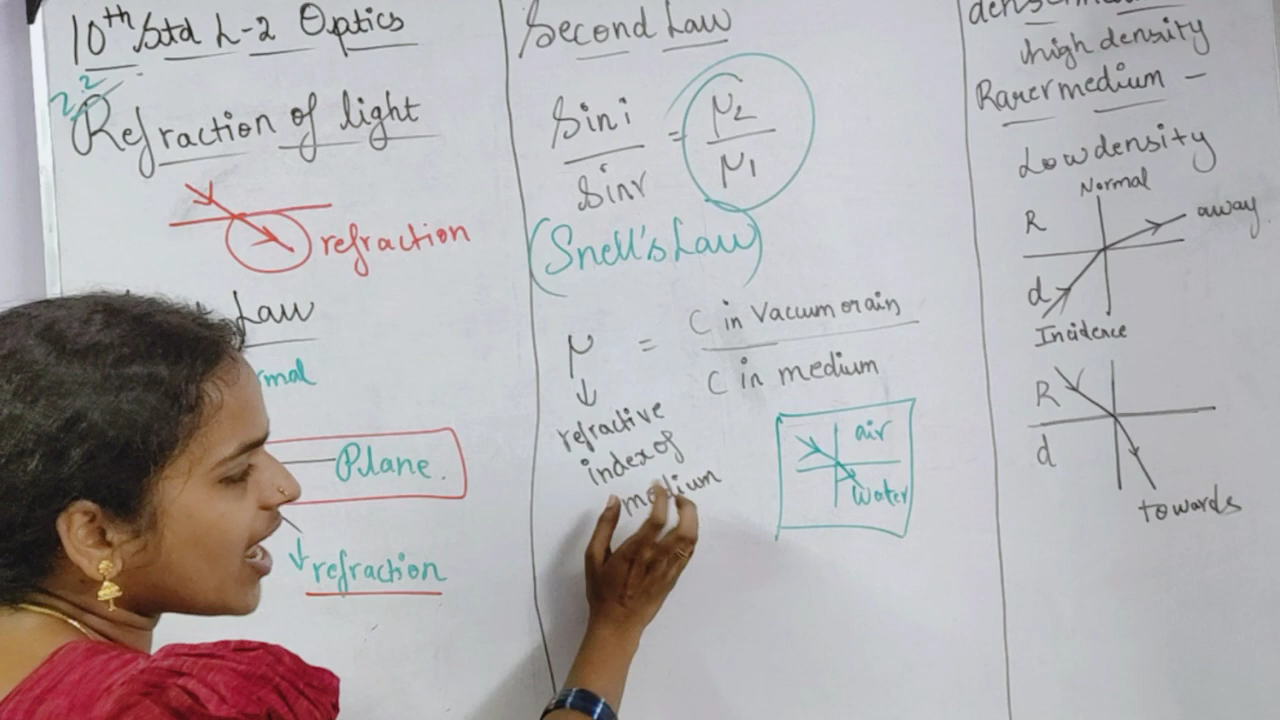 10th Std L-2 Optics
22
Refraction of light
refraction
Law
Plane.
refraction
Second Law
Sin i
Sin r
=
μ2
μ1
(Snell's Law)
μ = C in Vacuum or ain
C in medium
refractive
index of
medium
air
water
high density
Rarer medium –
Low density
Normal
R
away
d
Incidence
R
d
towards